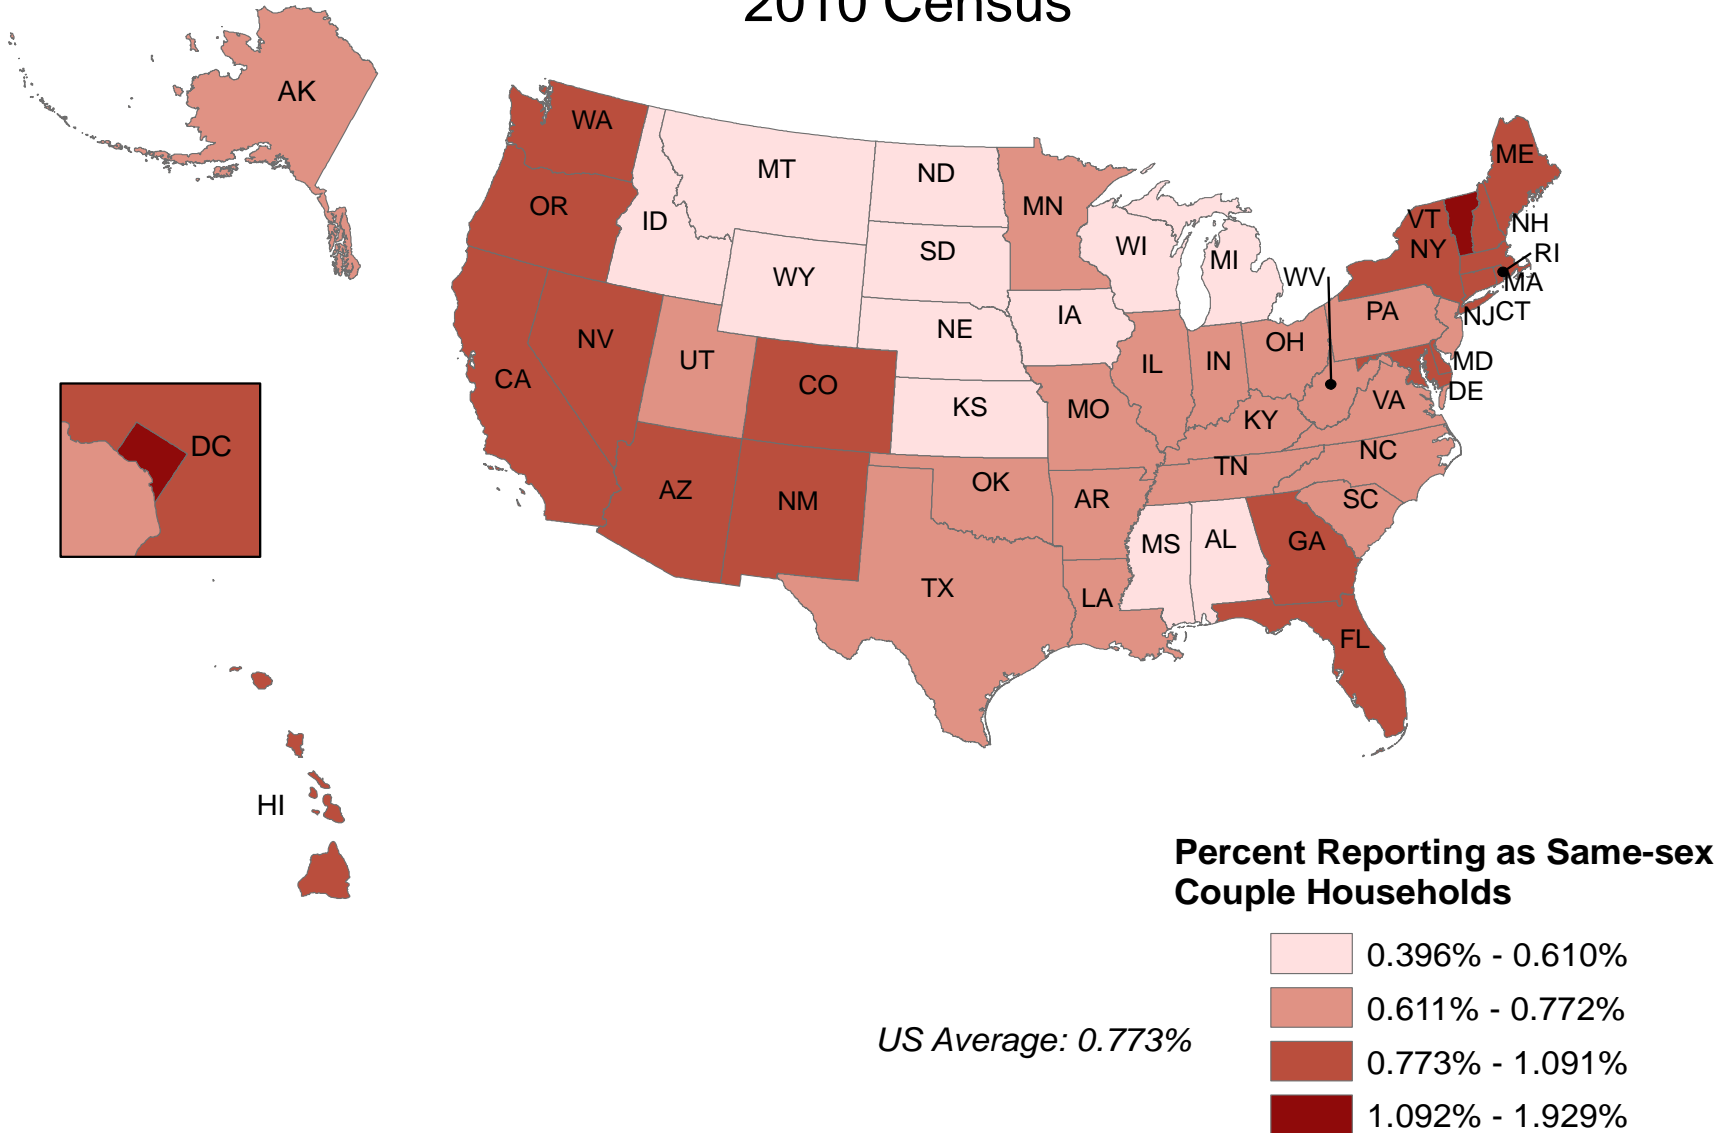 2010 Census
AK
WA
ME
MT
ND
OR
MN
VT
NH
ID
WI
NY
SD
MI
RI
WY
WV
MA
NE
IA
PA
NJ
CT
NV
OH
UT
IL
IN
MD
CA
CO
DE
KS
MO
VA
KY
DC
NC
TN
AZ
NM
OK
AR
SC
MS
AL
GA
TX
LA
FL
HI
Percent Reporting as Same-sex
Couple Households
0.396% - 0.610%
0.611% - 0.772%
US Average: 0.773%
0.773% - 1.091%
1.092% - 1.929%